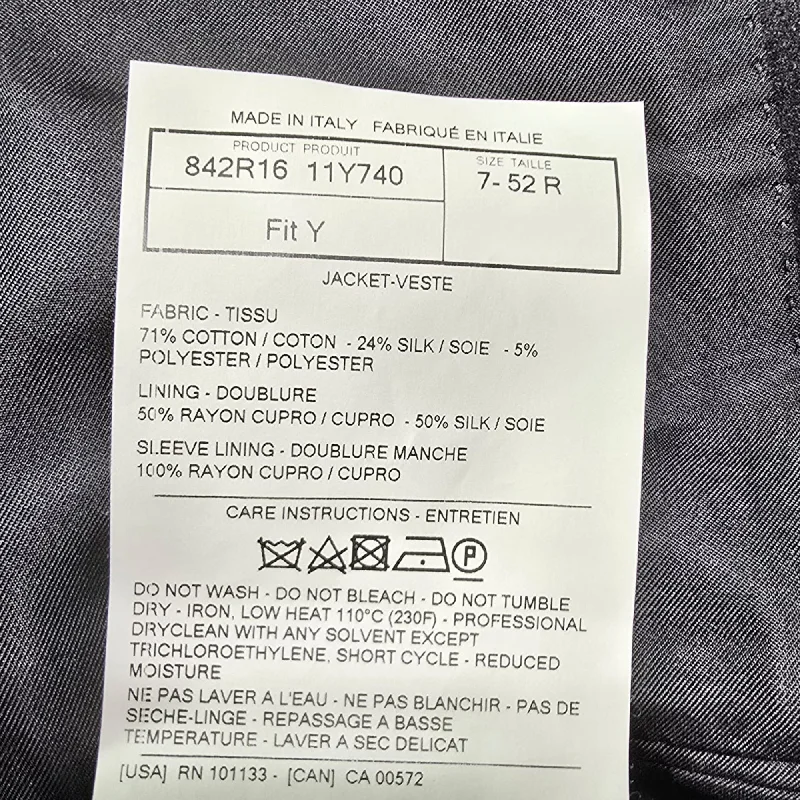 MADE IN ITALY FABRIQUÉ EN ITALIE
PRODUCT PRODUIT
842R16 11Y740
SIZE TAILLE
7- 52 R
Fit Y
JACKET-VESTE
FABRIC - TISSU
71% COTTON / COTON - 24% SILK / SOIE - 5%
POLYESTER / POLYESTER
LINING - DOUBLURE
50% RAYON CUPRO / CUPRO - 50% SILK / SOIE
SLEEVE LINING - DOUBLURE MANCHE
100% RAYON CUPRO / CUPRO
CARE INSTRUCTIONS - ENTRETIEN
P
DO NOT WASH - DO NOT BLEACH - DO NOT TUMBLE
DRY - IRON, LOW HEAT 110°C (230F) - PROFESSIONAL
DRYCLEAN WITH ANY SOLVENT EXCEPT
TRICHLOROETHYLENE, SHORT CYCLE - REDUCED
MOISTURE
NE PAS LAVER A L'EAU - NE PAS BLANCHIR - PAS DE
SECHE-LINGE - REPASSAGE A BASSE
TEMPERATURE - LAVER A SEC DELICAT
[USA] RN 101133 - [CAN] CA 00572